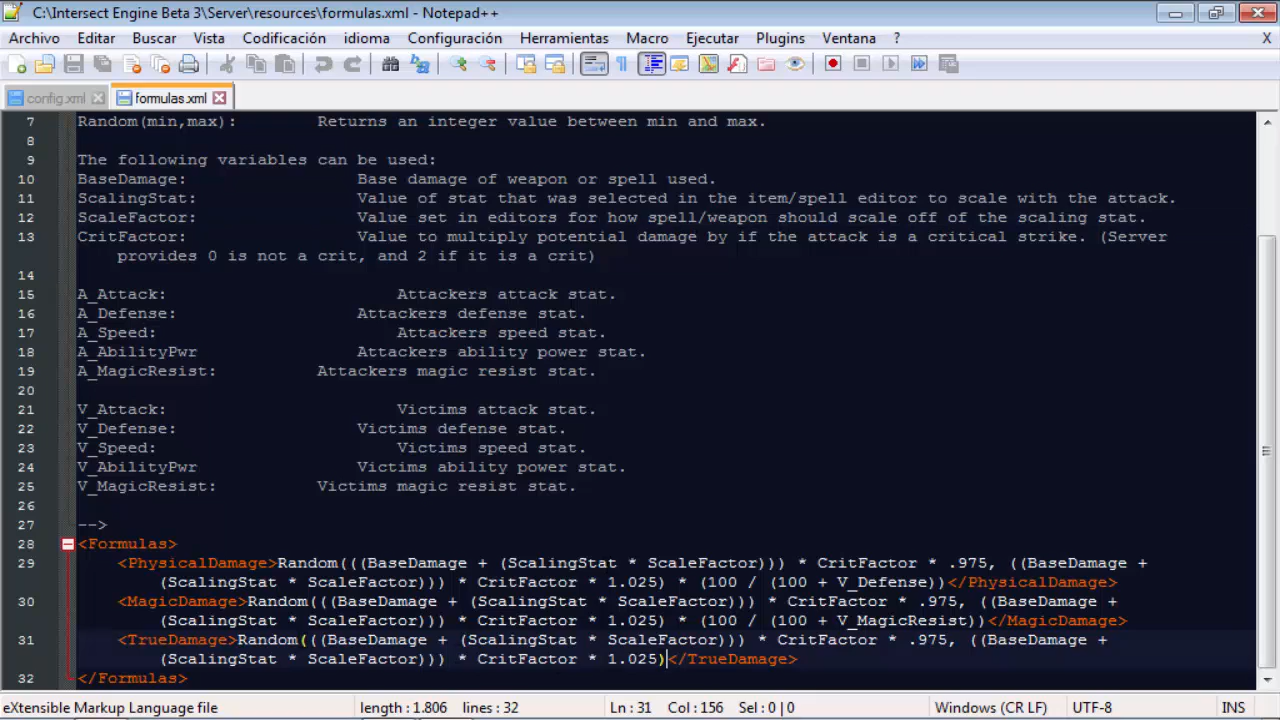 C:\Intersect Engine Beta 3\Server\resources\formulas.xml - Notepad++
Archivo Editar Buscar Vista Codificación idioma Configuración Herramientas Macro Ejecutar Plugins Ventana ? X
config.xml formulas.xml
7 Random(min,max): Returns an integer value between min and max.
8
9 The following variables can be used:
10 BaseDamage: Base damage of weapon or spell used.
11 ScalingStat: Value of stat that was selected in the item/spell editor to scale with the attack.
12 ScaleFactor: Value set in editors for how spell/weapon should scale off of the scaling stat.
13 CritFactor: Value to multiply potential damage by if the attack is a critical strike. (Server
provides 0 is not a crit, and 2 if it is a crit)
14
15 A_Attack: Attackers attack stat.
16 A_Defense: Attackers defense stat.
17 A_Speed: Attackers speed stat.
18 A_AbilityPwr Attackers ability power stat.
19 A_MagicResist: Attackers magic resist stat.
20
21 V_Attack: Victims attack stat.
22 V_Defense: Victims defense stat.
23 V_Speed: Victims speed stat.
24 V_AbilityPwr Victims ability power stat.
25 V_MagicResist: Victims magic resist stat.
26
27 -->
28 <Formulas>
29 <PhysicalDamage>Random(((BaseDamage + (ScalingStat * ScaleFactor))) * CritFactor * .975, ((BaseDamage +
(ScalingStat * ScaleFactor))) * CritFactor * 1.025) * (100 / (100 + V_Defense))</PhysicalDamage>
30 <MagicDamage>Random(((BaseDamage + (ScalingStat * ScaleFactor))) * CritFactor * .975, ((BaseDamage +
(ScalingStat * ScaleFactor))) * CritFactor * 1.025) * (100 / (100 + V_MagicResist))</MagicDamage>
31 <TrueDamage>Random(((BaseDamage + (ScalingStat * ScaleFactor))) * CritFactor * .975, ((BaseDamage +
(ScalingStat * ScaleFactor))) * CritFactor * 1.025)</TrueDamage>
32 </Formulas>
eXtensible Markup Language file length : 1.806 lines : 32 Ln : 31 Col : 156 Sel : 0 | 0 Windows (CR LF) UTF-8 INS